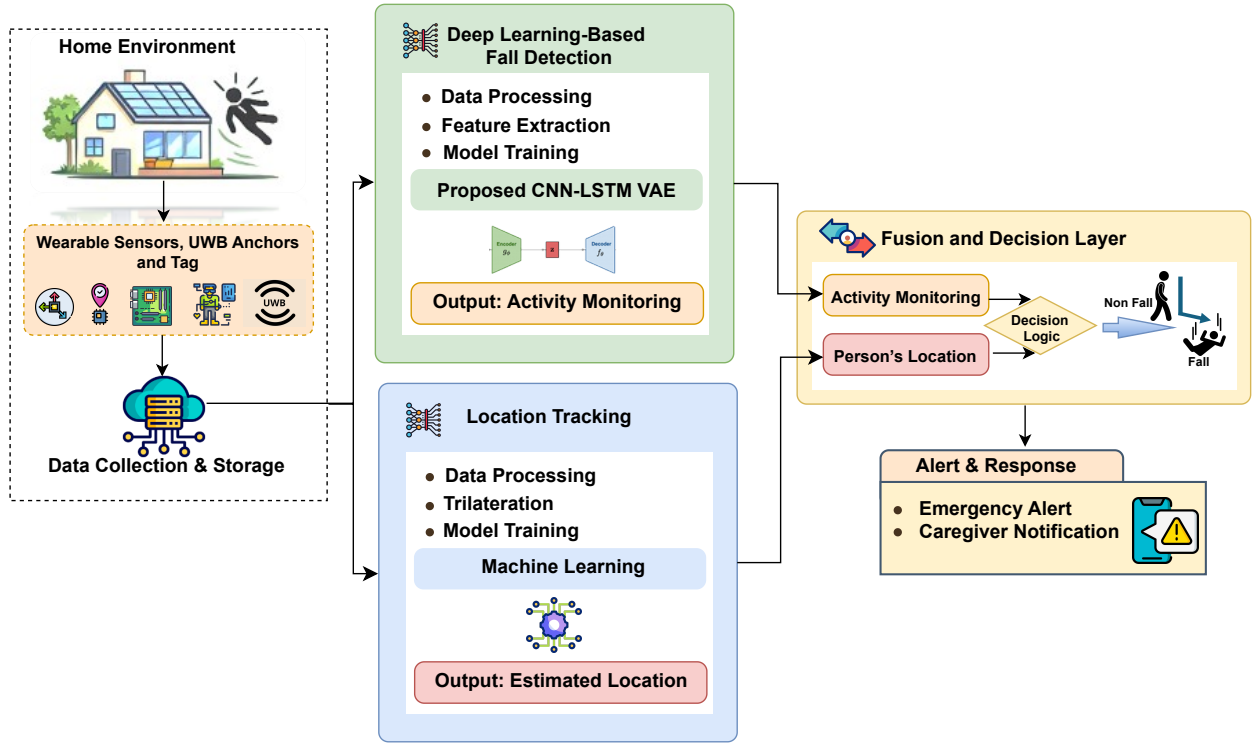 Home Environment
Wearable Sensors, UWB Anchors
and Tag
UWB
Data Collection & Storage
Deep Learning-Based
Fall Detection
• Data Processing
• Feature Extraction
• Model Training
Proposed CNN-LSTM VAE
Encoder
z
Decoder
Output: Activity Monitoring
Location Tracking
• Data Processing
• Trilateration
• Model Training
Machine Learning
Output: Estimated Location
Fusion and Decision Layer
Activity Monitoring
Person's Location
Decision
Logic
Non Fall
Fall
Alert & Response
• Emergency Alert
• Caregiver Notification